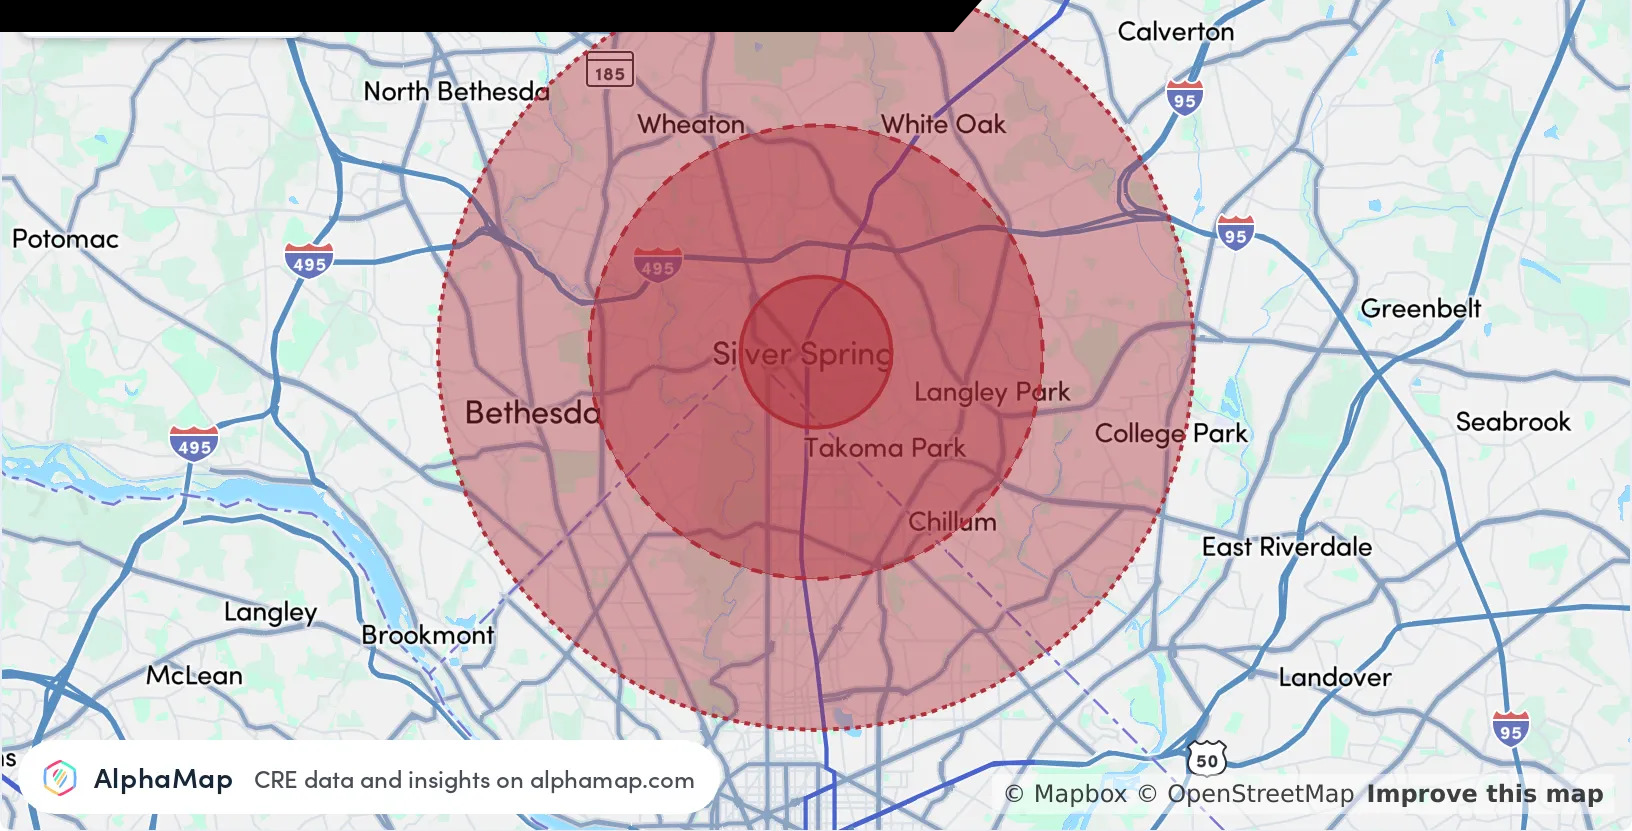 Calverton
185
North Bethesda
95
Wheaton
White Oak
Potomac
495
495
95
Greenbelt
Silver Spring
Langley Park
Bethesda
Seabrook
College Park
495
Takoma Park
Chillum
East Riverdale
Langley
Brookmont
McLean
Landover
95
50
AlphaMap CRE data and insights on alphamap.com
© Mapbox © OpenStreetMap Improve this map